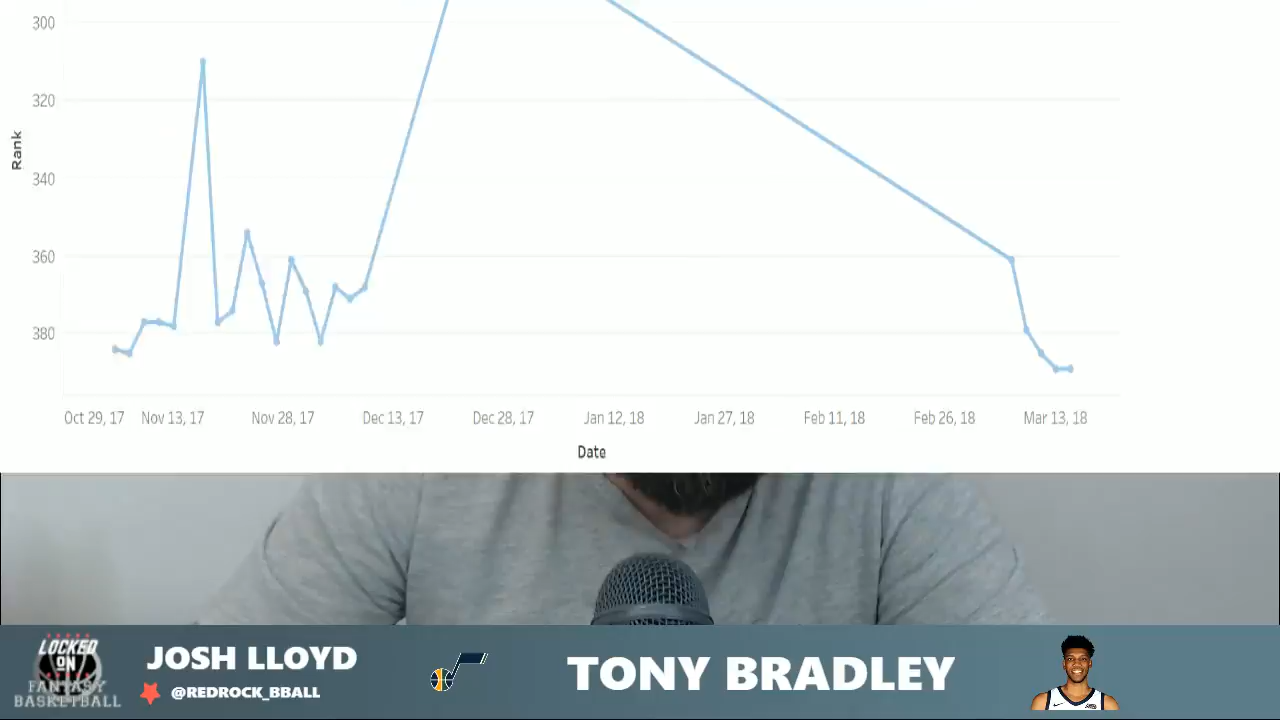 300
320
Rank
340
360
380
Oct 29, 17 Nov 13, 17 Nov 28, 17 Dec 13, 17 Dec 28, 17 Jan 12, 18 Jan 27, 18 Feb 11, 18 Feb 26, 18 Mar 13, 18
Date
LOCKED
ON
FANTASY
BASKETBALL
JOSH LLOYD
@REDROCK_BBALL
TONY BRADLEY